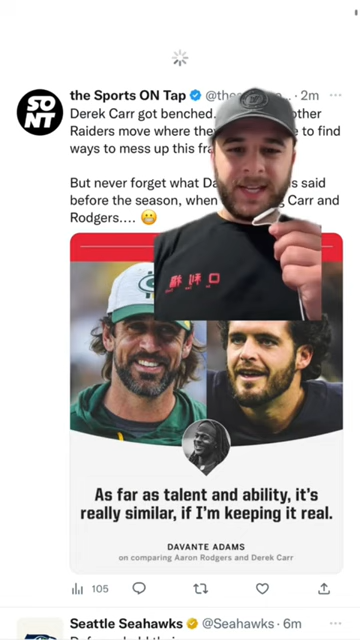 SO
NT
the Sports ON Tap
2m
Derek Carr got benched.
other
Raiders move where the
to find
ways to mess up this
But never forget what
said
before the season, when
Carr and
Rodgers.... 😬
As far as talent and ability, it's
really similar, if I'm keeping it real.
DAVANTE ADAMS
on comparing Aaron Rodgers and Derek Carr
105
Seattle Seahawks
@Seahawks · 6m